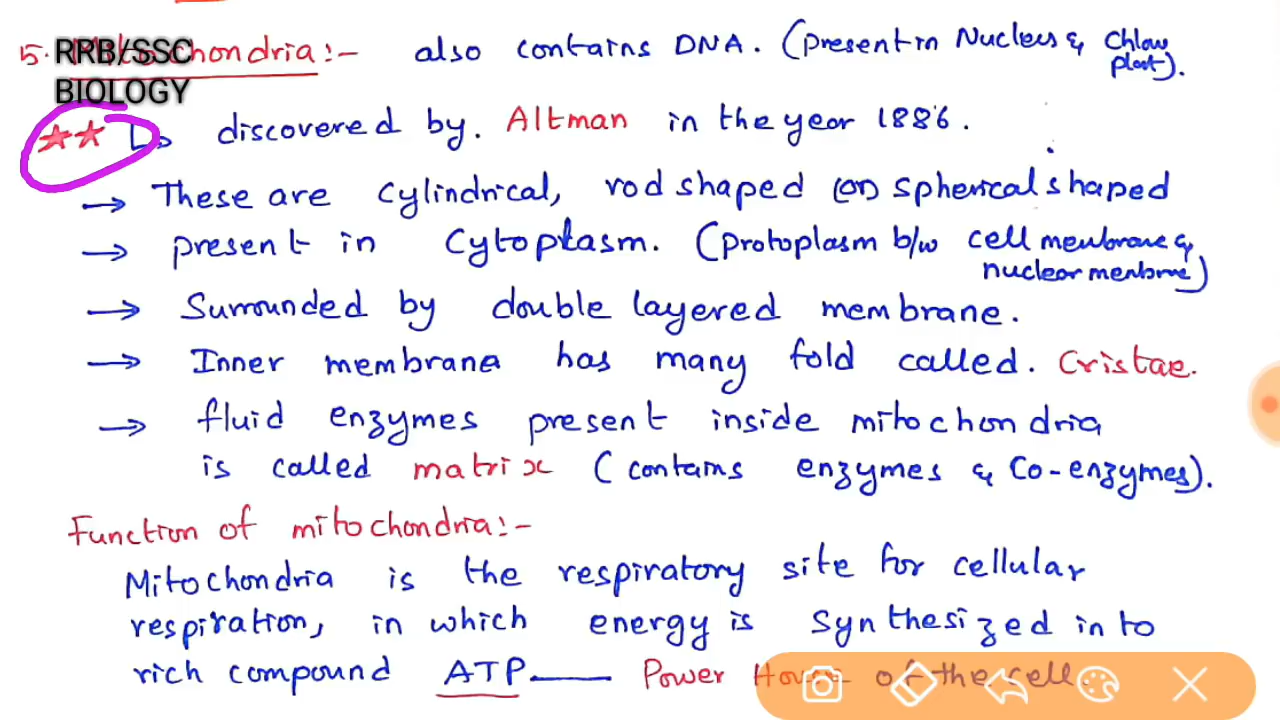 5. Mitochondria :- also contains DNA. (present in Nucleus & Chloro
plast).
RRB/SSC
BIOLOGY
discovered by. Altman in the year 1886.
→ These are cylindrical, rod shaped (or) spherical shaped
→ present in cytoplasm. (protoplasm b/w cell membrane &
nuclear membrane)
→ Surrounded by double layered membrane.
→ Inner membrane has many fold called. Cristae.
→ fluid enzymes present inside mitochondria
is called matrix (contains enzymes & Co-enzymes).
Function of mitochondria :-
Mitochondria is the respiratory site for cellular
respiration, in which energy is synthesized in to
rich compound ATP — Power House of the cell.